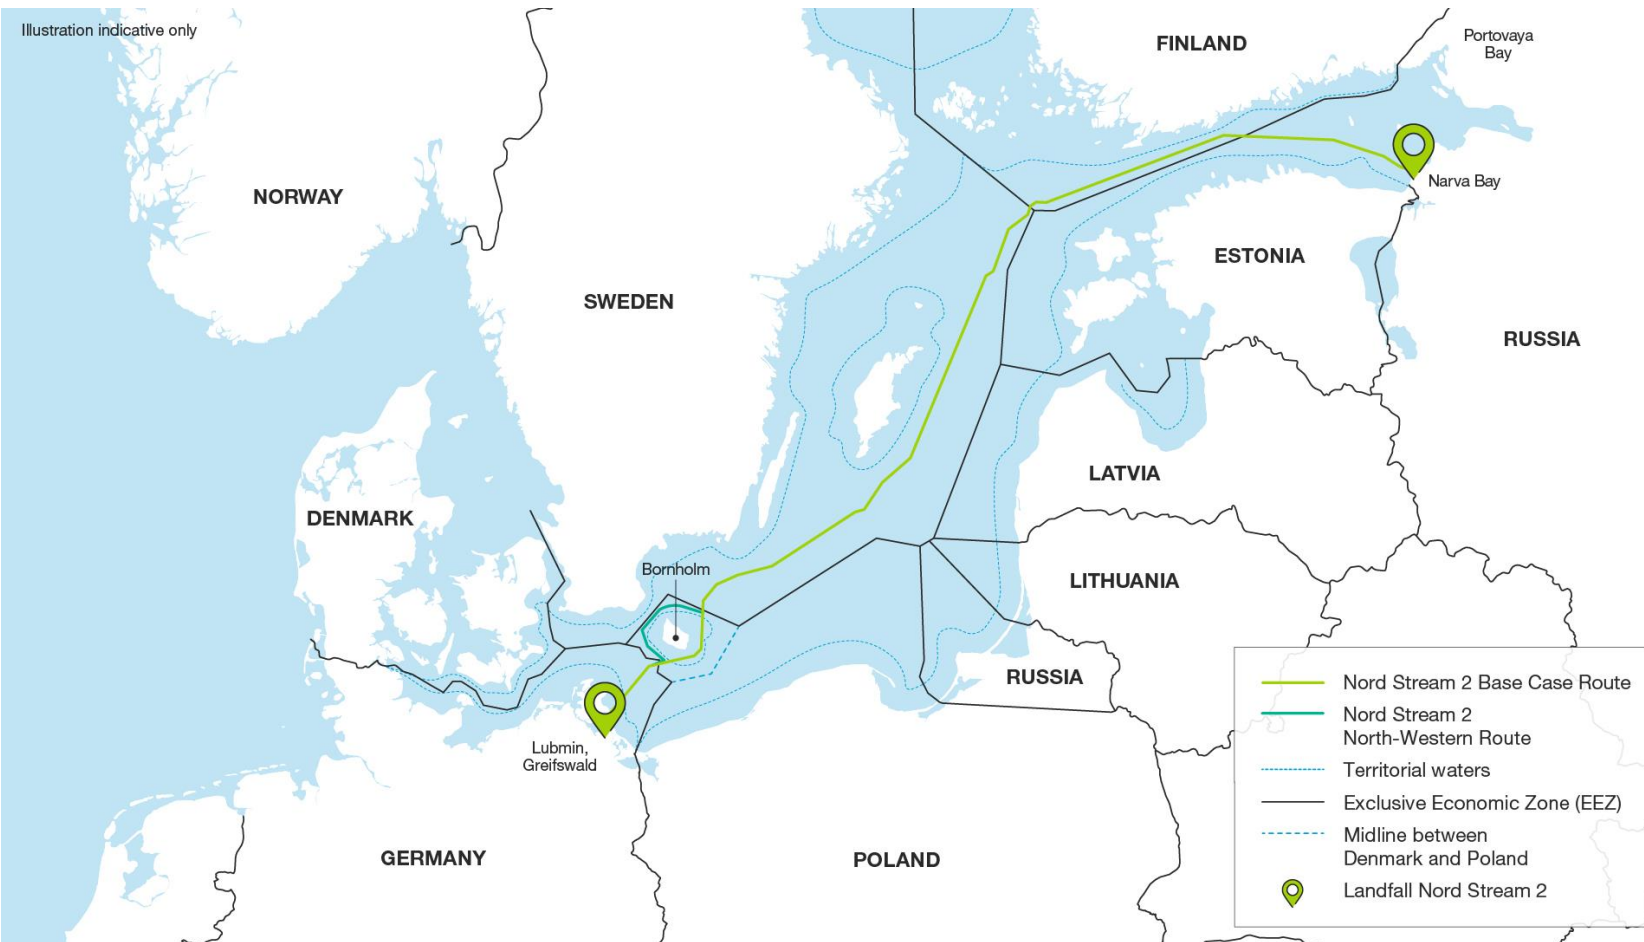 Illustration indicative only
FINLAND
Portovaya
Bay
NORWAY
Narva Bay
SWEDEN
ESTONIA
RUSSIA
DENMARK
LATVIA
Bornholm
LITHUANIA
RUSSIA
Lubmin,
Greifswald
GERMANY
POLAND
Nord Stream 2 Base Case Route
Nord Stream 2
North-Western Route
Territorial waters
Exclusive Economic Zone (EEZ)
Midline between
Denmark and Poland
Landfall Nord Stream 2